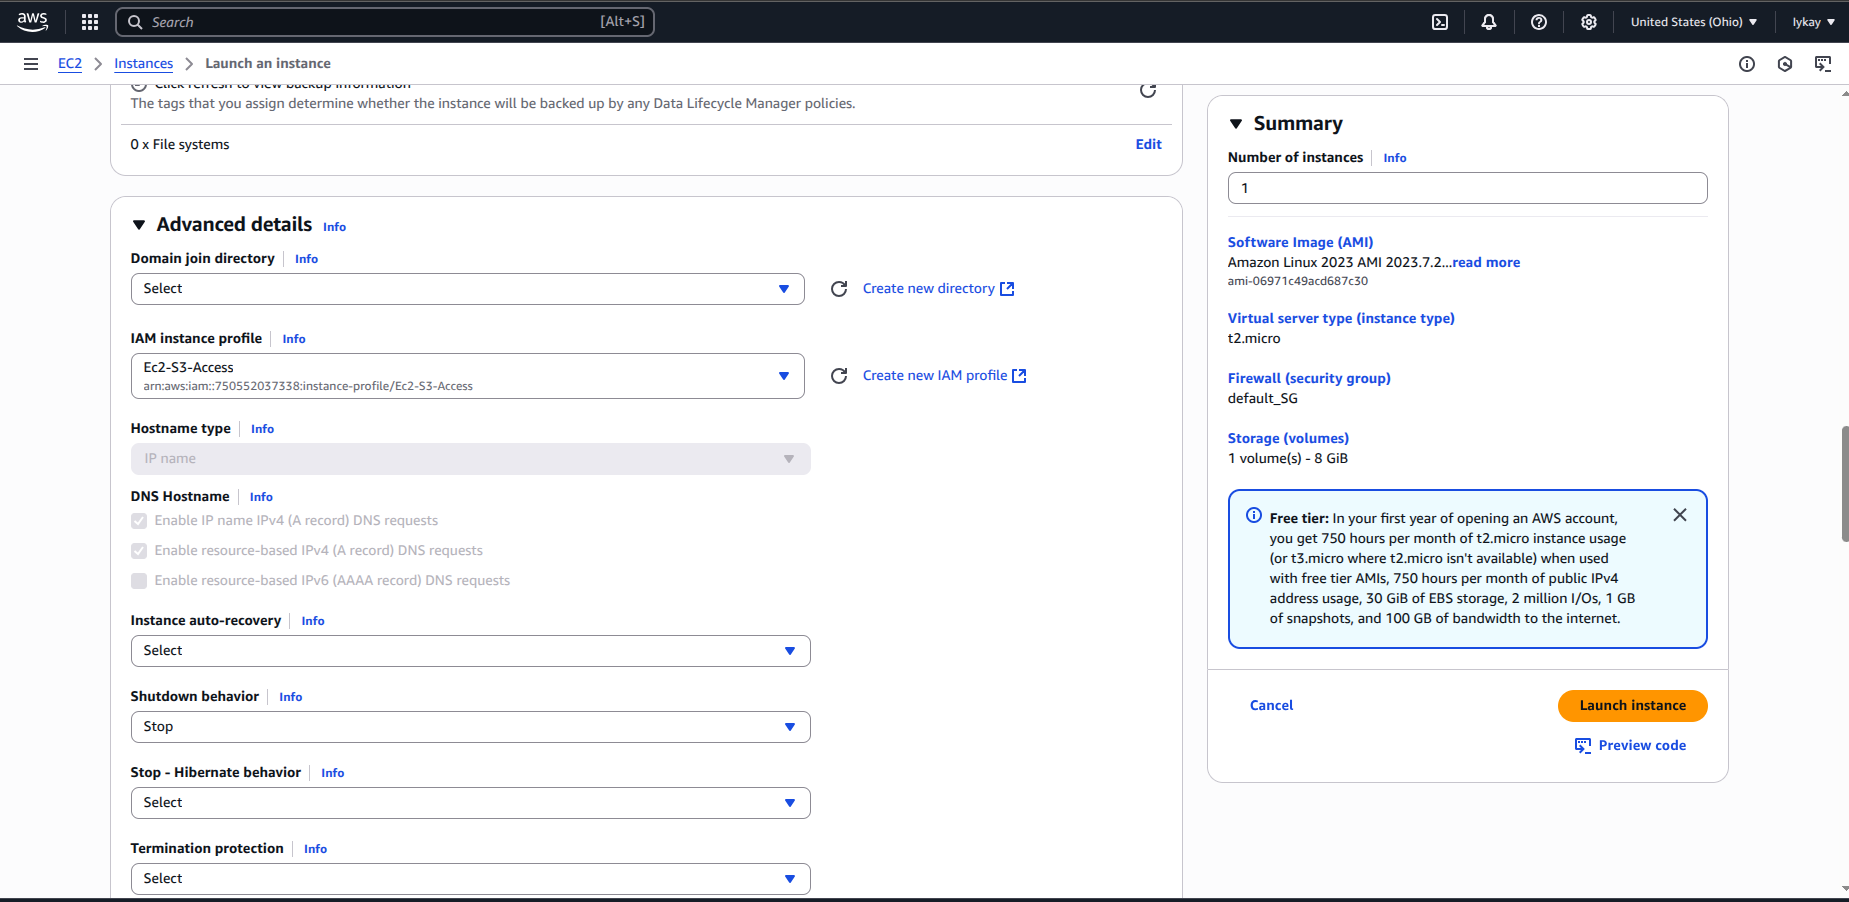 aws
Search [Alt+S]
United States (Ohio)
Iykay
EC2
Instances
Launch an instance
Click refresh to view backup information
The tags that you assign determine whether the instance will be backed up by any Data Lifecycle Manager policies.
0 x File systems
Edit
Advanced details Info
Domain join directory Info
Select
Create new directory
IAM instance profile Info
Ec2-S3-Access
arn:aws:iam::750552037338:instance-profile/Ec2-S3-Access
Create new IAM profile
Hostname type Info
IP name
DNS Hostname Info
Enable IP name IPv4 (A record) DNS requests
Enable resource-based IPv4 (A record) DNS requests
Enable resource-based IPv6 (AAAA record) DNS requests
Instance auto-recovery Info
Select
Shutdown behavior Info
Stop
Stop - Hibernate behavior Info
Select
Termination protection Info
Select
Summary
Number of instances Info
1
Software Image (AMI)
Amazon Linux 2023 AMI 2023.7.2...read more
ami-06971c49acd687c30
Virtual server type (instance type)
t2.micro
Firewall (security group)
default_SG
Storage (volumes)
1 volume(s) - 8 GiB
Free tier: In your first year of opening an AWS account,
you get 750 hours per month of t2.micro instance usage
(or t3.micro where t2.micro isn't available) when used
with free tier AMIs, 750 hours per month of public IPv4
address usage, 30 GiB of EBS storage, 2 million I/Os, 1 GB
of snapshots, and 100 GB of bandwidth to the internet.
Cancel
Launch instance
Preview code